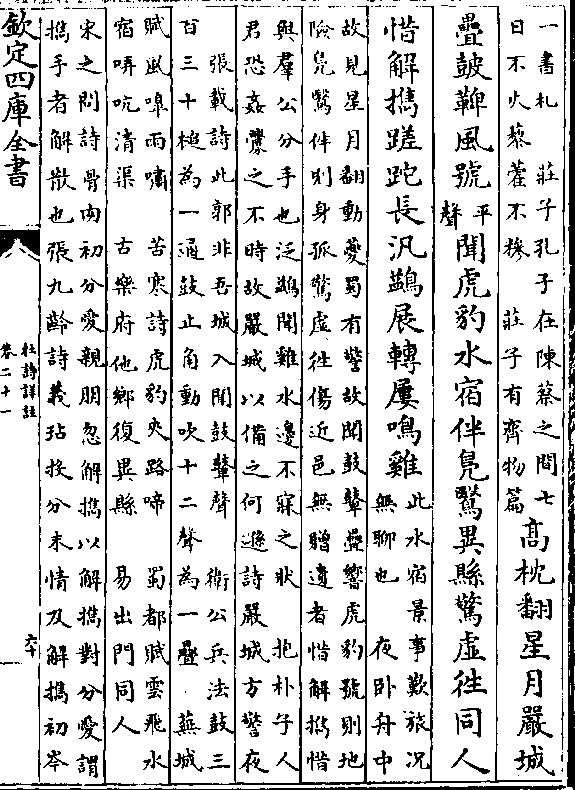 一書札　莊子孔子在陳蔡之間七
日不火藜藿不糝　莊子有齊物篇
高枕翻星月嚴城
疊鼓鞞風號
平
聲
聞虎豹水宿伴鳧鷖異縣驚虛往同人
惜解攜蹉跎長汎鷁展轉屢鳴雞
此水宿景事歎旅況
無聊也　夜卧舟中
故見星月翻動憂蜀有警故聞鼓鼙疊響虎豹號則地
險鳧鷖伴則身孤驚虛往傷近邑無贈遺者惜解攜惜
與羣公分手也泛鷁聞雞水邊不寐之狀　抱朴子人
君恐姦釁之不時故嚴城以備之何遜詩嚴城方警夜
張載詩此郭非吾城入聞鼓鼙聲　衛公兵法鼓三
百三十槌為一通鼓止角動吹十二聲為一疊　蕪城
賦風嘷雨嘯　苦寒詩虎豹夾路啼　蜀都賦雲飛水
宿哢吭清渠　古樂府他鄉復異縣　易出門同人
宋之問詩骨肉初分愛親朋忽解攜以解攜對分愛謂
攜手者解散也張九齡詩義玷投分末情及解攜初岑
欽定四庫全書
杜詩詳註
卷二十一
六十